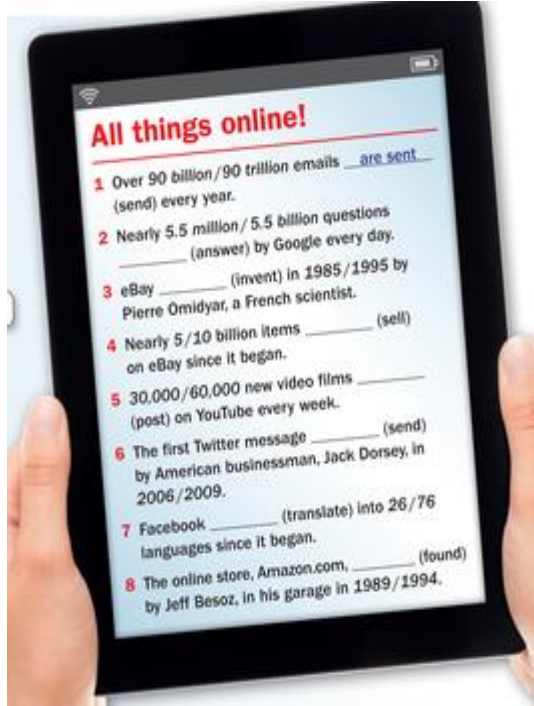 All things online!
1 Over 90 billion/90 trillion emails are sent
(send) every year.
2 Nearly 5.5 million/5.5 billion questions
________ (answer) by Google every day.
3 eBay ________ (invent) in 1985/1995 by
Pierre Omidyar, a French scientist.
4 Nearly 5/10 billion items ________ (sell)
on eBay since it began.
5 30,000/60,000 new video films ________
(post) on YouTube every week.
6 The first Twitter message ________ (send)
by American businessman, Jack Dorsey, in
2006/2009.
7 Facebook ________ (translate) into 26/76
languages since it began.
8 The online store, Amazon.com, ________ (found)
by Jeff Besoz, in his garage in 1989/1994.